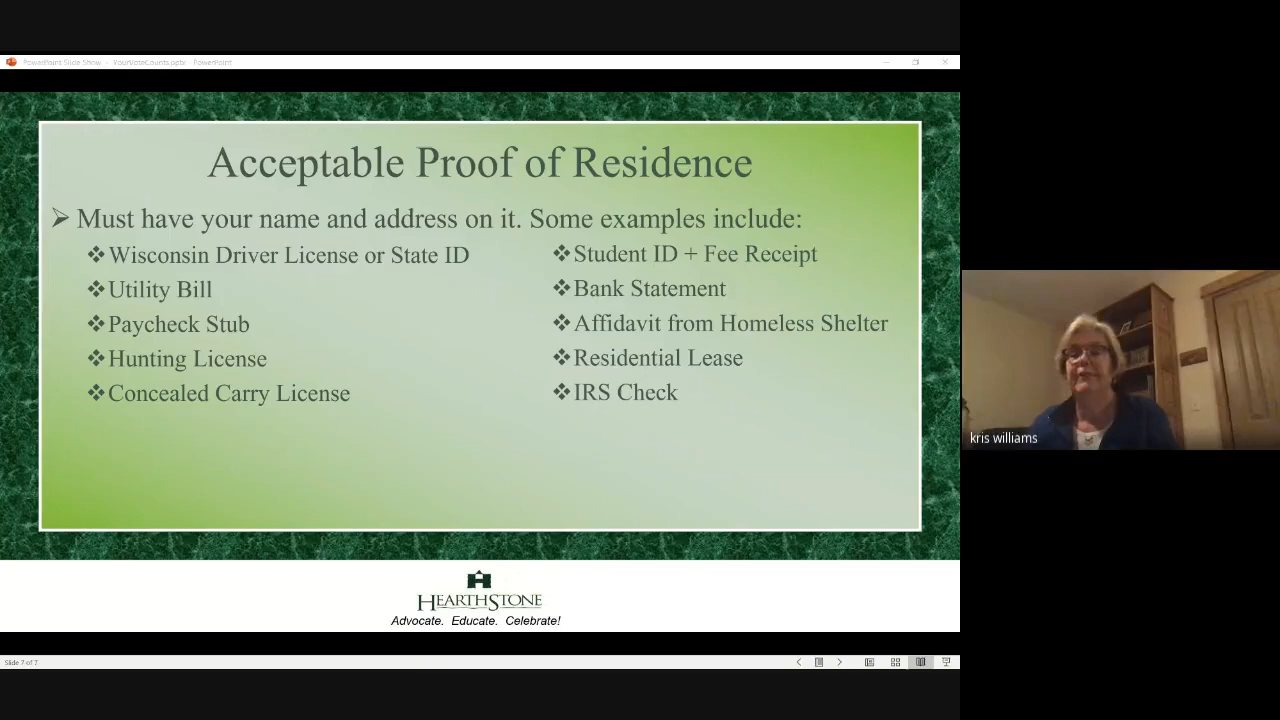 PowerPoint Slide Show - YourVoteCounts.pptx - PowerPoint
Acceptable Proof of Residence
Must have your name and address on it. Some examples include:
Wisconsin Driver License or State ID
Utility Bill
Paycheck Stub
Hunting License
Concealed Carry License
Student ID + Fee Receipt
Bank Statement
Affidavit from Homeless Shelter
Residential Lease
IRS Check
HEARTHSTONE
Advocate. Educate. Celebrate!
Slide 7 of 7
kris williams